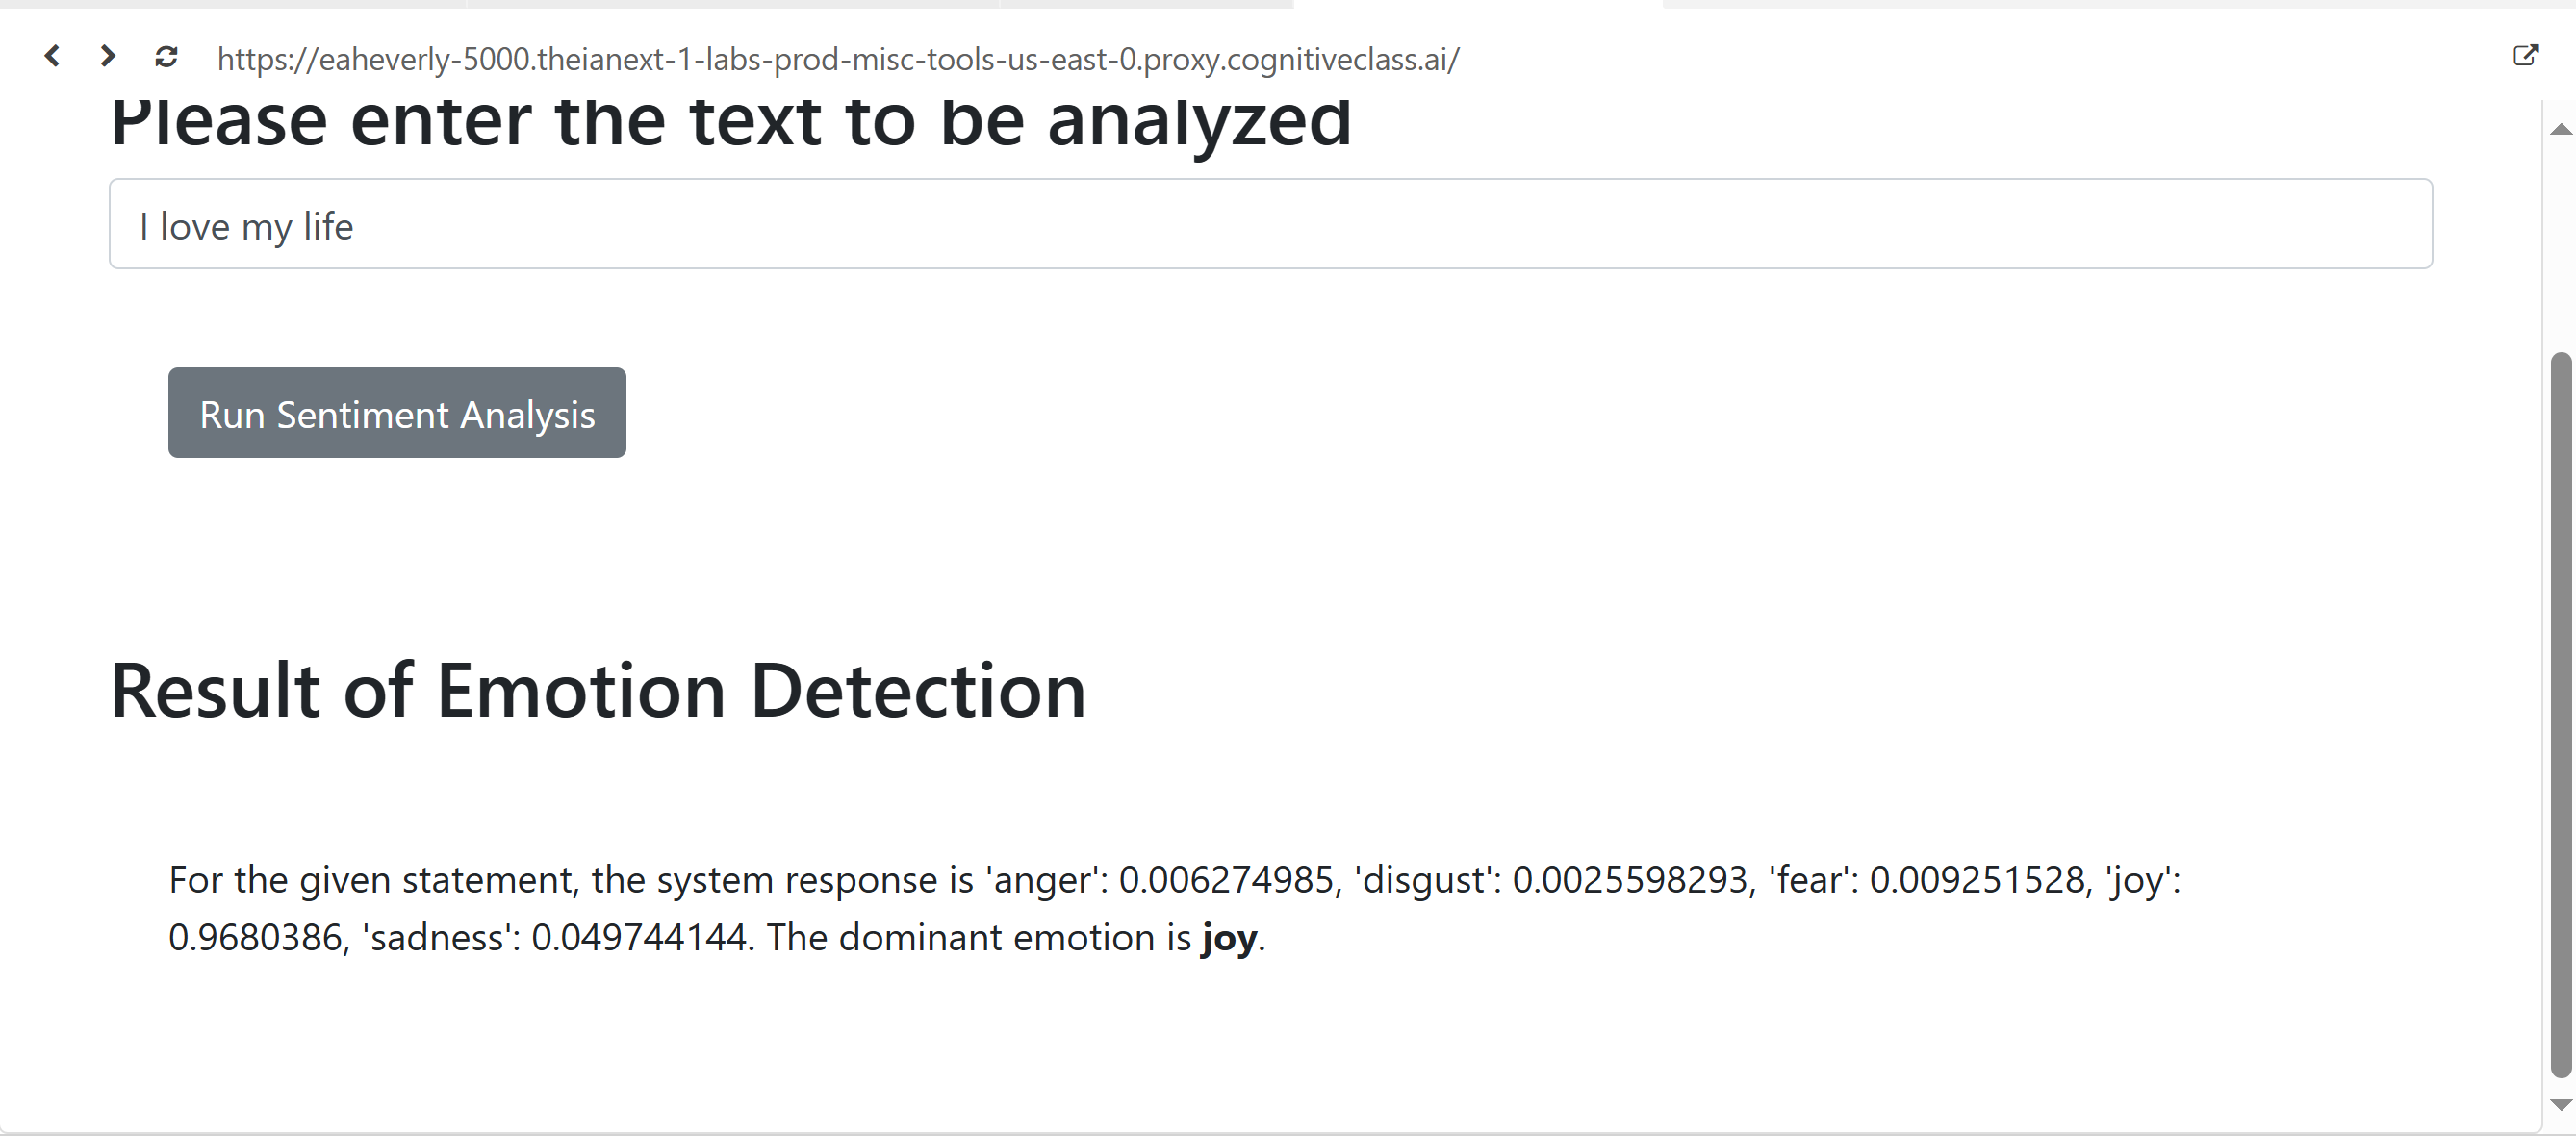 https://eaheverly-5000.theianext-1-labs-prod-misc-tools-us-east-0.proxy.cognitiveclass.ai/
Please enter the text to be analyzed
I love my life
Run Sentiment Analysis
Result of Emotion Detection
For the given statement, the system response is 'anger': 0.006274985, 'disgust': 0.0025598293, 'fear': 0.009251528, 'joy':
0.9680386, 'sadness': 0.049744144. The dominant emotion is joy.